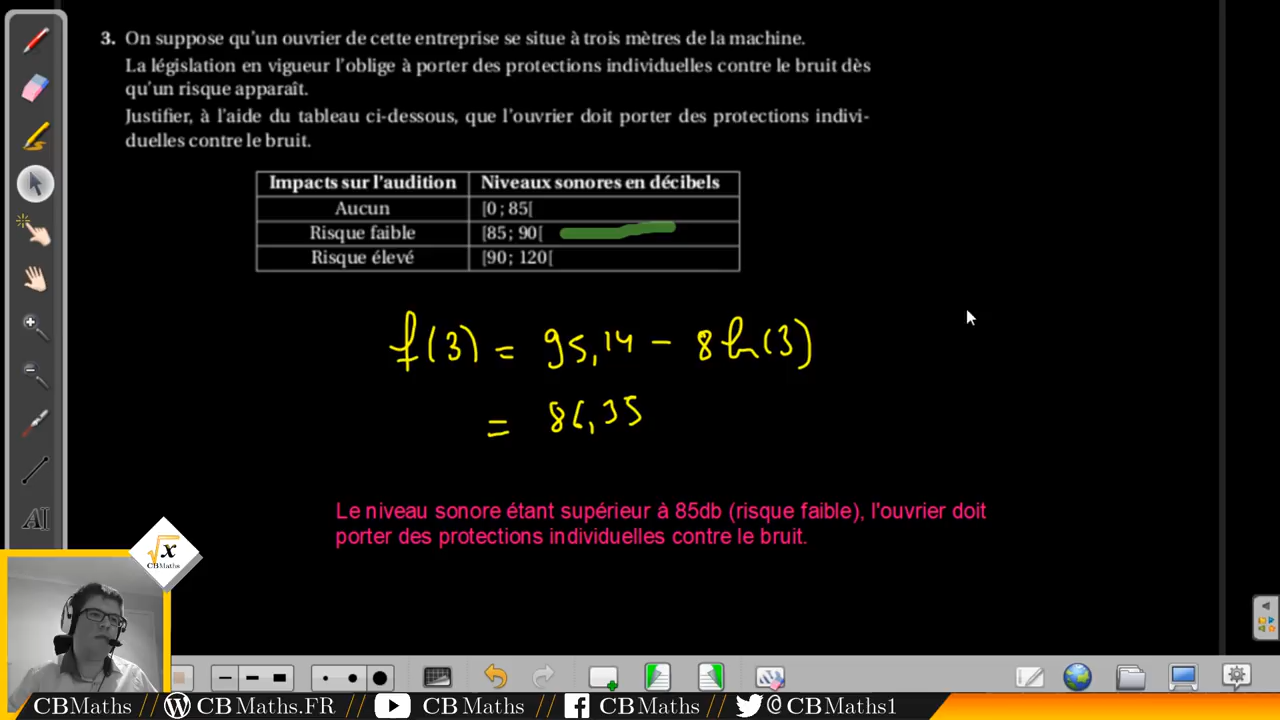 3. On suppose qu'un ouvrier de cette entreprise se situe à trois mètres de la machine.
La législation en vigueur l'oblige à porter des protections individuelles contre le bruit dès
qu'un risque apparaît.
Justifier, à l'aide du tableau ci-dessous, que l'ouvrier doit porter des protections indivi-
duelles contre le bruit.
Impacts sur l'audition Niveaux sonores en décibels
Aucun [0 ; 85[
Risque faible [85 ; 90[
Risque élevé [90 ; 120[
f(3) = 95,14 - 8 ln(3)
= 86,35
Le niveau sonore étant supérieur à 85db (risque faible), l'ouvrier doit
porter des protections individuelles contre le bruit.
AI
√x
CBMaths
CBMaths CBMaths.FR CBMaths CBMaths @CBMaths1